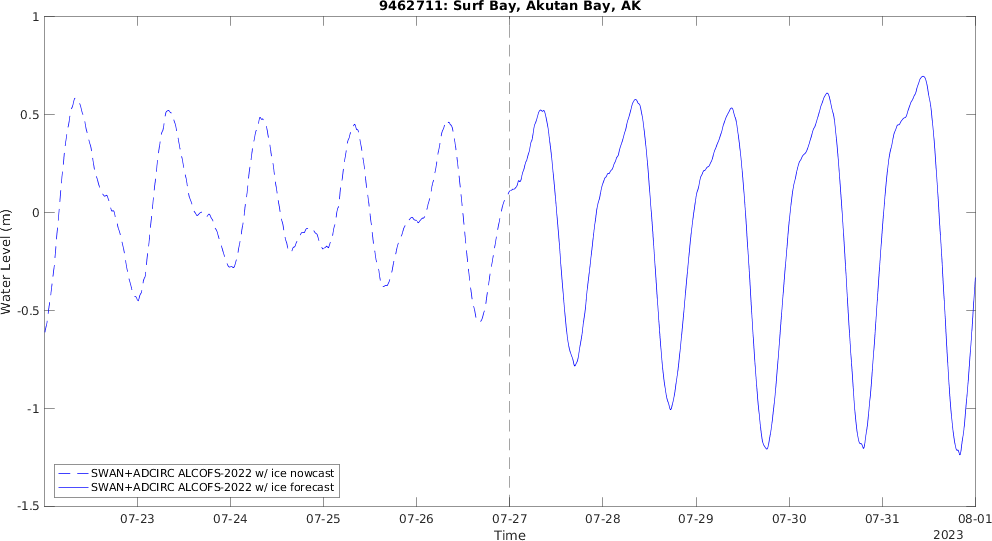 9462711: Surf Bay, Akutan Bay, AK
Water Level (m)
1
0.5
0
-0.5
-1
-1.5
SWAN+ADCIRC ALCOFS-2022 w/ ice nowcast
SWAN+ADCIRC ALCOFS-2022 w/ ice forecast
07-23 07-24 07-25 07-26 07-27 07-28 07-29 07-30 07-31 08-01
Time
2023